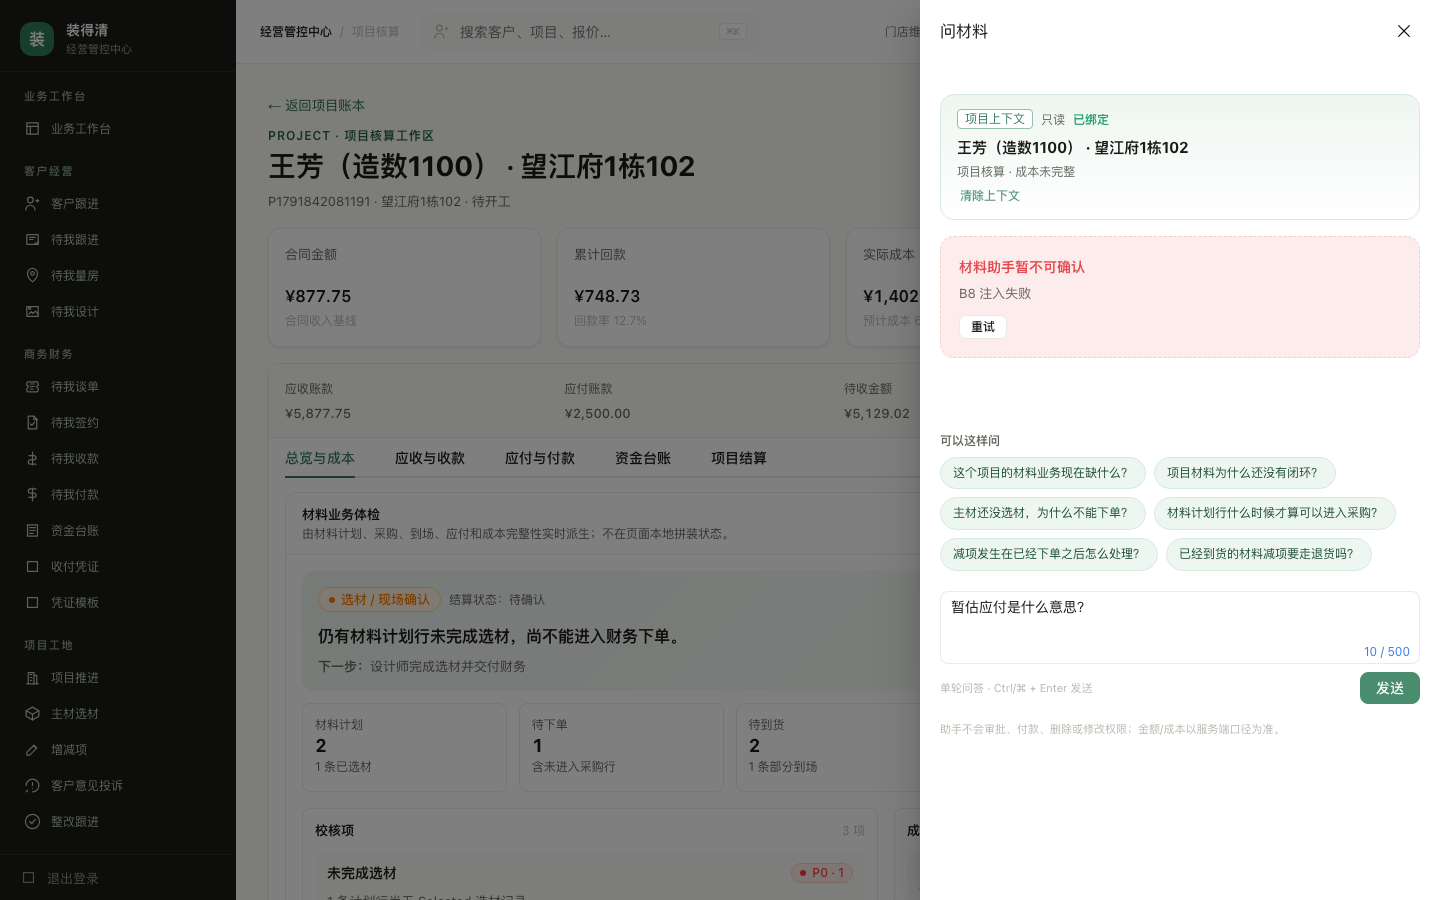 装
装得清
经营管控中心
业务工作台
业务工作台
客户经营
客户跟进
待我跟进
待我量房
待我设计
商务财务
待我谈单
待我签约
待我收款
待我付款
资金台账
收付凭证
凭证模板
项目工地
项目推进
主材选材
增减项
客户意见投诉
整改跟进
退出登录
经营管控中心 / 项目核算
搜索客户、项目、报价...
⌘K
门店维
← 返回项目账本
PROJECT · 项目核算工作区
王芳（造数1100） · 望江府1栋102
P1791842081191 · 望江府1栋102 · 待开工
合同金额
¥877.75
合同收入基线
累计回款
¥748.73
回款率 12.7%
实际成本
¥1,402
预计成本 6
应收账款
¥5,877.75
应付账款
¥2,500.00
待收金额
¥5,129.02
总览与成本
应收与收款
应付与付款
资金台账
项目结算
材料业务体检
由材料计划、采购、到场、应付和成本完整性实时派生；不在页面本地拼装状态。
选材 / 现场确认
结算状态：待确认
仍有材料计划行未完成选材，尚不能进入财务下单。
下一步：设计师完成选材并交付财务
材料计划
2
1 条已选材
待下单
1
含未进入采购行
待到货
2
1 条部分到场
校核项
3 项
成
未完成选材
P0 · 1
1 条计划行尚无 Selected 选材记录
问材料
项目上下文
只读
已绑定
王芳（造数1100） · 望江府1栋102
项目核算 · 成本未完整
清除上下文
材料助手暂不可确认
B8 注入失败
重试
可以这样问
这个项目的材料业务现在缺什么?
项目材料为什么还没有闭环?
主材还没选材，为什么不能下单?
材料计划行什么时候才算可以进入采购?
减项发生在已经下单之后怎么处理?
已经到货的材料减项要走退货吗?
暂估应付是什么意思?
10 / 500
单轮问答 · Ctrl/⌘ + Enter 发送
发送
助手不会审批、付款、删除或修改权限；金额/成本以服务端口径为准。